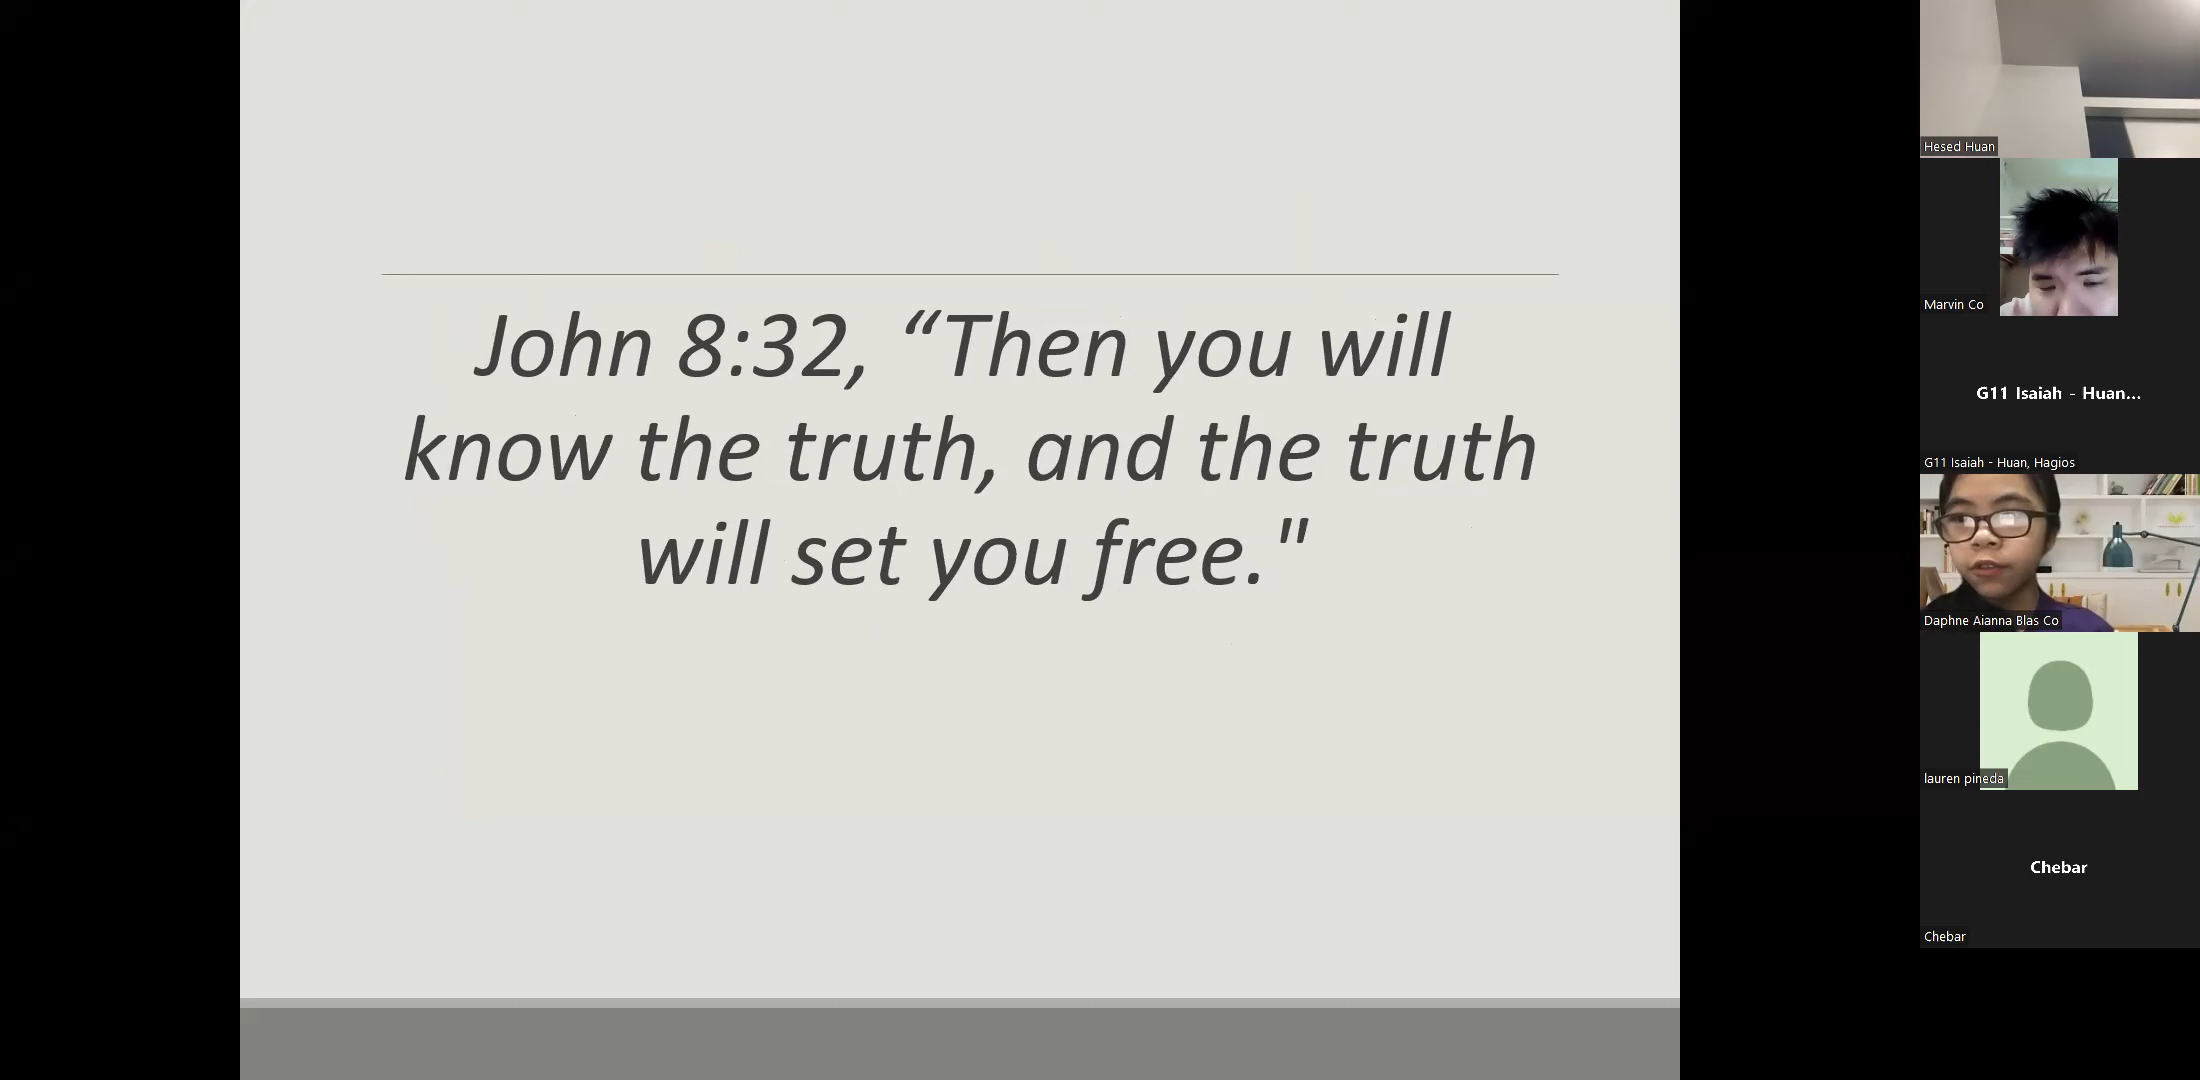 John 8:32, “Then you will
know the truth, and the truth
will set you free."
Hesed Huan
Marvin Co
G11 Isaiah - Huan...
G11 Isaiah - Huan, Hagios
Daphne Aianna Blas Co
lauren pineda
Chebar
Chebar